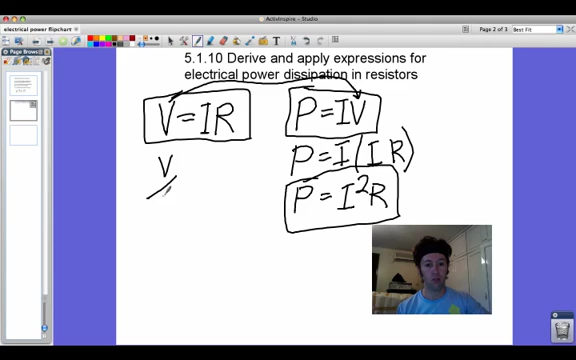 ActivInspire – Studio
electrical power flipchart
Page 2 of 3
Best Fit
Page Browser
5.1.10 Derive and apply expressions for
electrical power dissipation in resistors
V = IR
P = IV
P = I(IR)
P = I²R
V